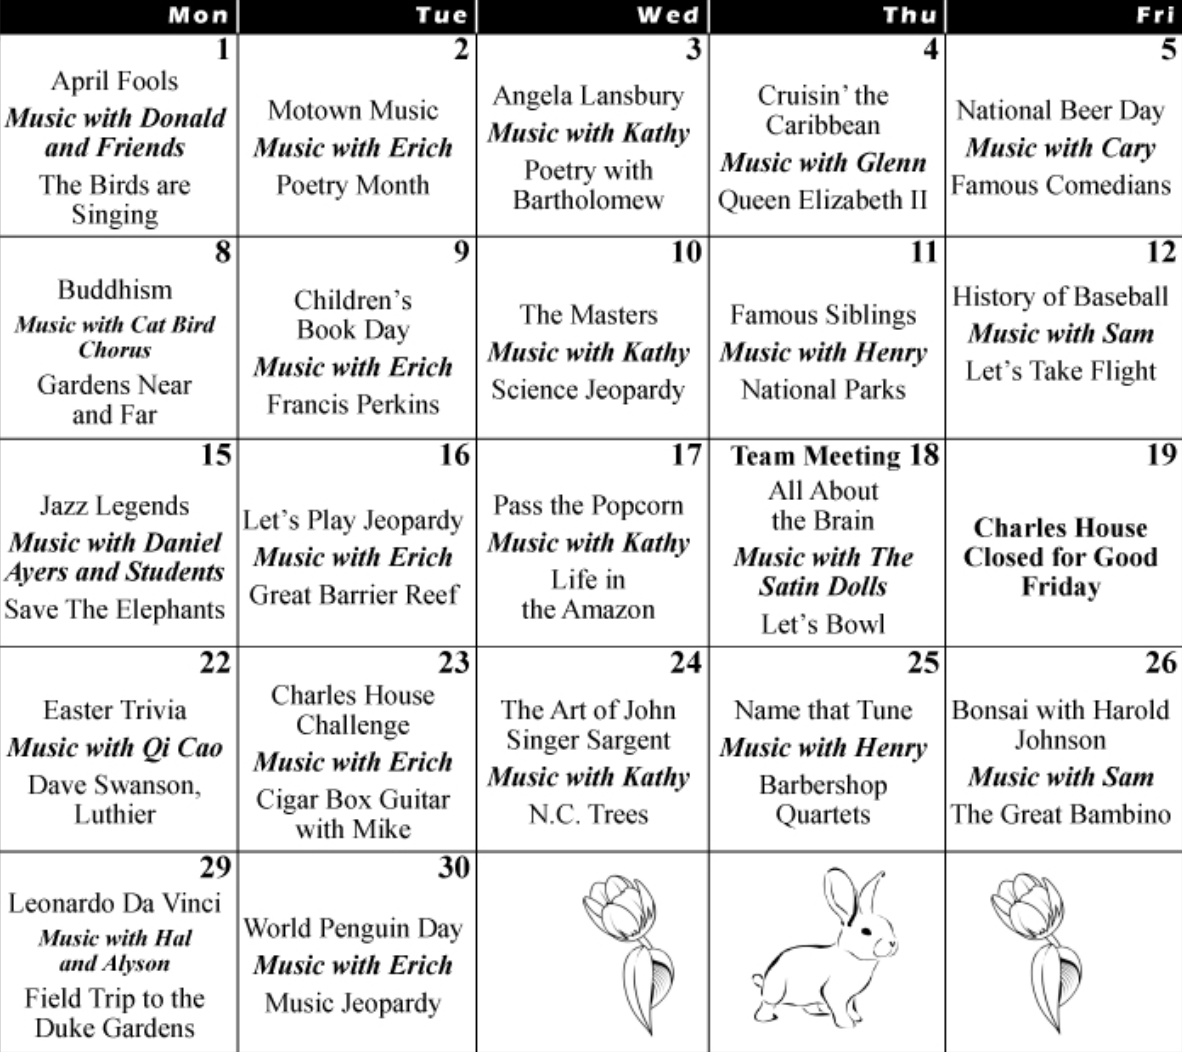 Mon Tue Wed Thu Fri
1
April Fools
Music with Donald
and Friends
The Birds are
Singing
2
Motown Music
Music with Erich
Poetry Month
3
Angela Lansbury
Music with Kathy
Poetry with
Bartholomew
4
Cruisin' the
Caribbean
Music with Glenn
Queen Elizabeth II
5
National Beer Day
Music with Cary
Famous Comedians
8
Buddhism
Music with Cat Bird
Chorus
Gardens Near
and Far
9
Children's
Book Day
Music with Erich
Francis Perkins
10
The Masters
Music with Kathy
Science Jeopardy
11
Famous Siblings
Music with Henry
National Parks
12
History of Baseball
Music with Sam
Let's Take Flight
15
Jazz Legends
Music with Daniel
Ayers and Students
Save The Elephants
16
Let's Play Jeopardy
Music with Erich
Great Barrier Reef
17
Pass the Popcorn
Music with Kathy
Life in
the Amazon
Team Meeting 18
All About
the Brain
Music with The
Satin Dolls
Let's Bowl
19
Charles House
Closed for Good
Friday
22
Easter Trivia
Music with Qi Cao
Dave Swanson,
Luthier
23
Charles House
Challenge
Music with Erich
Cigar Box Guitar
with Mike
24
The Art of John
Singer Sargent
Music with Kathy
N.C. Trees
25
Name that Tune
Music with Henry
Barbershop
Quartets
26
Bonsai with Harold
Johnson
Music with Sam
The Great Bambino
29
Leonardo Da Vinci
Music with Hal
and Alyson
Field Trip to the
Duke Gardens
30
World Penguin Day
Music with Erich
Music Jeopardy